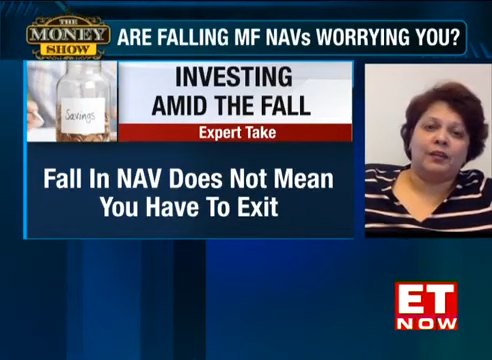 THE
MONEY
SHOW
ARE FALLING MF NAVs WORRYING YOU?
Savings
INVESTING
AMID THE FALL
Expert Take
Fall In NAV Does Not Mean
You Have To Exit
ET
NOW